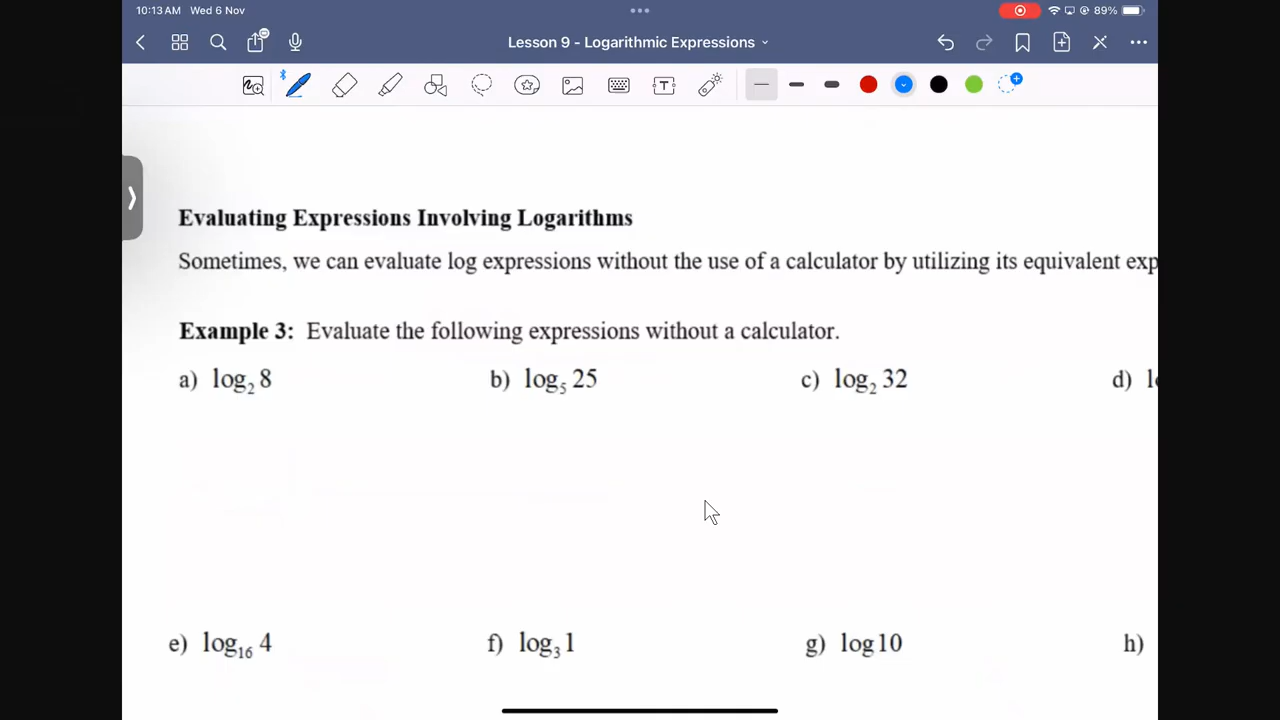 10:13 AM Wed 6 Nov
89%
Lesson 9 - Logarithmic Expressions
T
Evaluating Expressions Involving Logarithms
Sometimes, we can evaluate log expressions without the use of a calculator by utilizing its equivalent exp
Example 3: Evaluate the following expressions without a calculator.
a) log₂ 8 b) log₅ 25 c) log₂ 32 d) l
e) log₁₆ 4 f) log₃ 1 g) log 10 h)